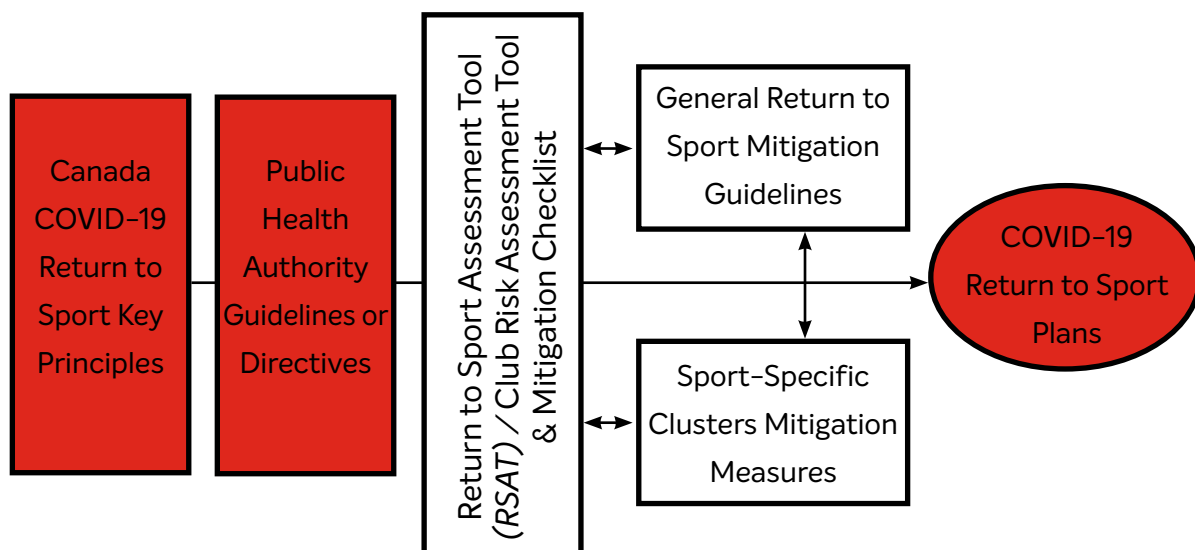 Canada
COVID-19
Return to
Sport Key
Principles
Public
Health
Authority
Guidelines or
Directives
Return to Sport Assessment Tool
(RSAT) / Club Risk Assessment Tool
& Mitigation Checklist
General Return to
Sport Mitigation
Guidelines
Sport-Specific
Clusters Mitigation
Measures
COVID-19
Return to Sport
Plans